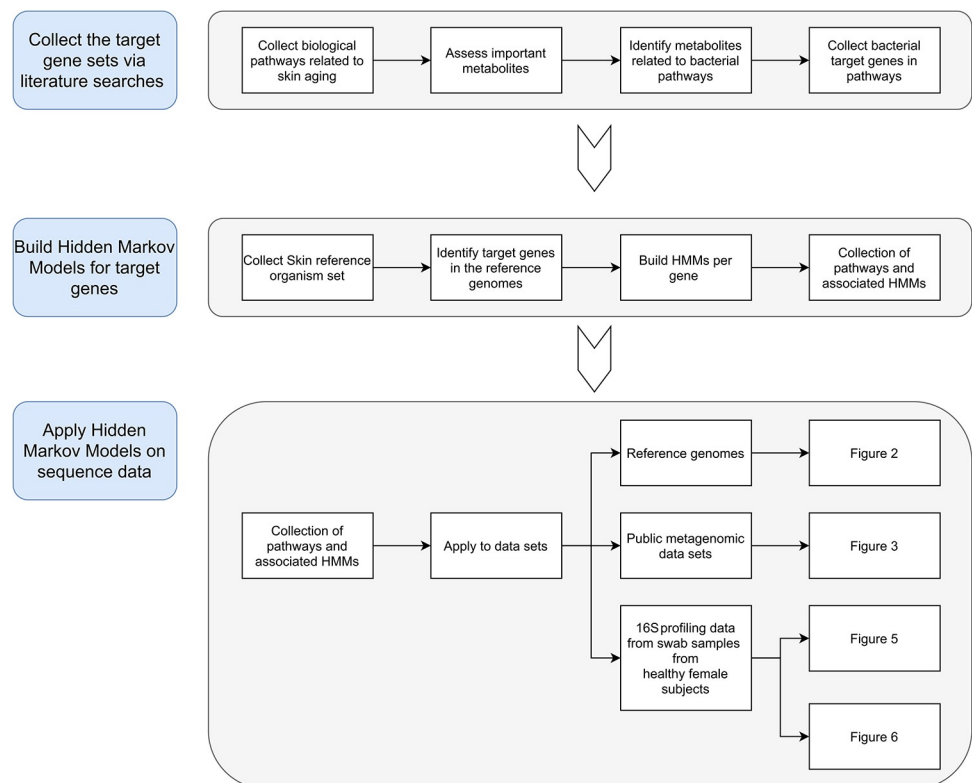 Collect the target
gene sets via
literature searches
Collect biological
pathways related to
skin aging
Assess important
metabolites
Identify metabolites
related to bacterial
pathways
Collect bacterial
target genes in
pathways
Build Hidden Markov
Models for target
genes
Collect Skin reference
organism set
Identify target genes
in the reference
genomes
Build HMMs per
gene
Collection of
pathways and
associated HMMs
Apply Hidden
Markov Models on
sequence data
Collection of
pathways and
associated HMMs
Apply to data sets
Reference genomes
Figure 2
Public metagenomic
data sets
Figure 3
16S profiling data
from swab samples
from
healthy female
subjects
Figure 5
Figure 6